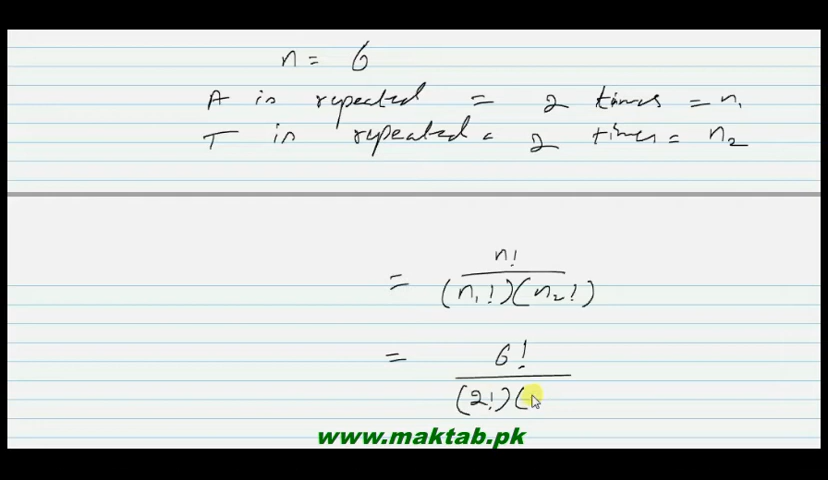 n = 6
A is repeated = 2 times = n₁
T is repeated = 2 times = n₂
= n! / (n₁!)(n₂!)
= 6! / (2!)(
www.maktab.pk